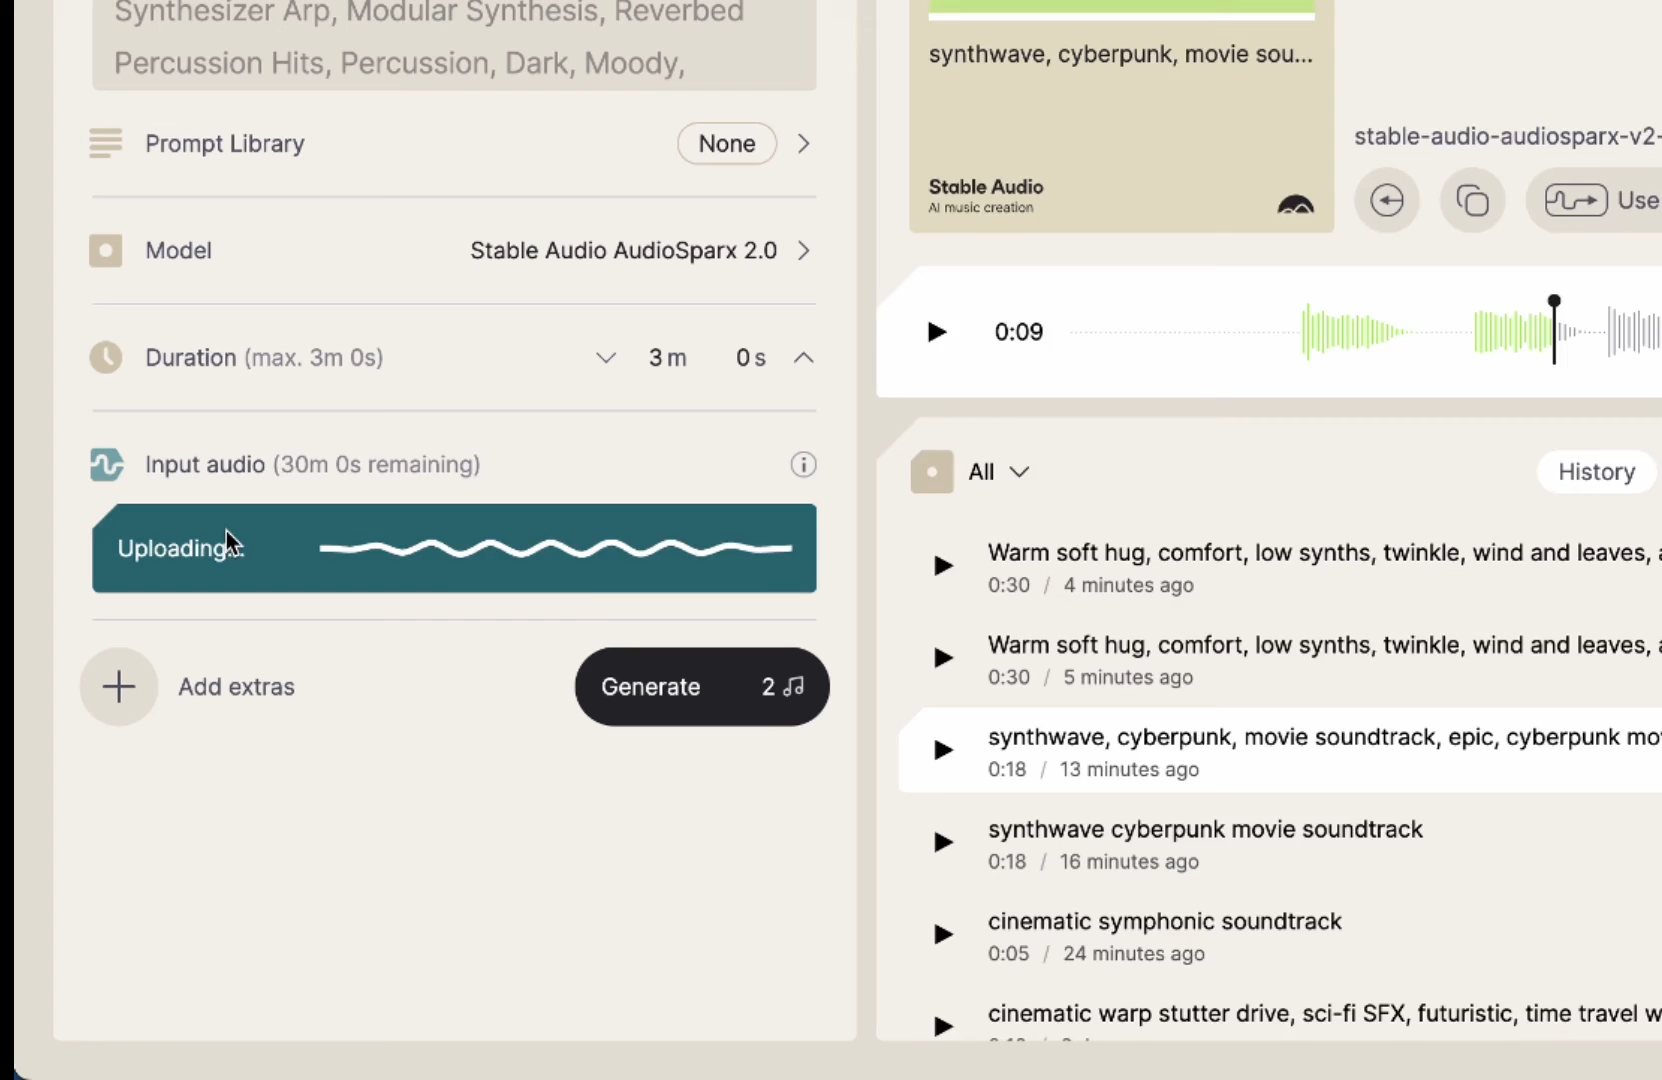 Synthesizer Arp, Modular Synthesis, Reverbed
Percussion Hits, Percussion, Dark, Moody,
Prompt Library
None
Model
Stable Audio AudioSparx 2.0
Duration (max. 3m 0s)
3 m 0 s
Input audio (30m 0s remaining)
Uploading...
Add extras
Generate 2
synthwave, cyberpunk, movie sou...
Stable Audio
AI music creation
stable-audio-audiosparx-v2-
Use
0:09
All
History
Warm soft hug, comfort, low synths, twinkle, wind and leaves,
0:30 / 4 minutes ago
Warm soft hug, comfort, low synths, twinkle, wind and leaves,
0:30 / 5 minutes ago
synthwave, cyberpunk, movie soundtrack, epic, cyberpunk mo
0:18 / 13 minutes ago
synthwave cyberpunk movie soundtrack
0:18 / 16 minutes ago
cinematic symphonic soundtrack
0:05 / 24 minutes ago
cinematic warp stutter drive, sci-fi SFX, futuristic, time travel w